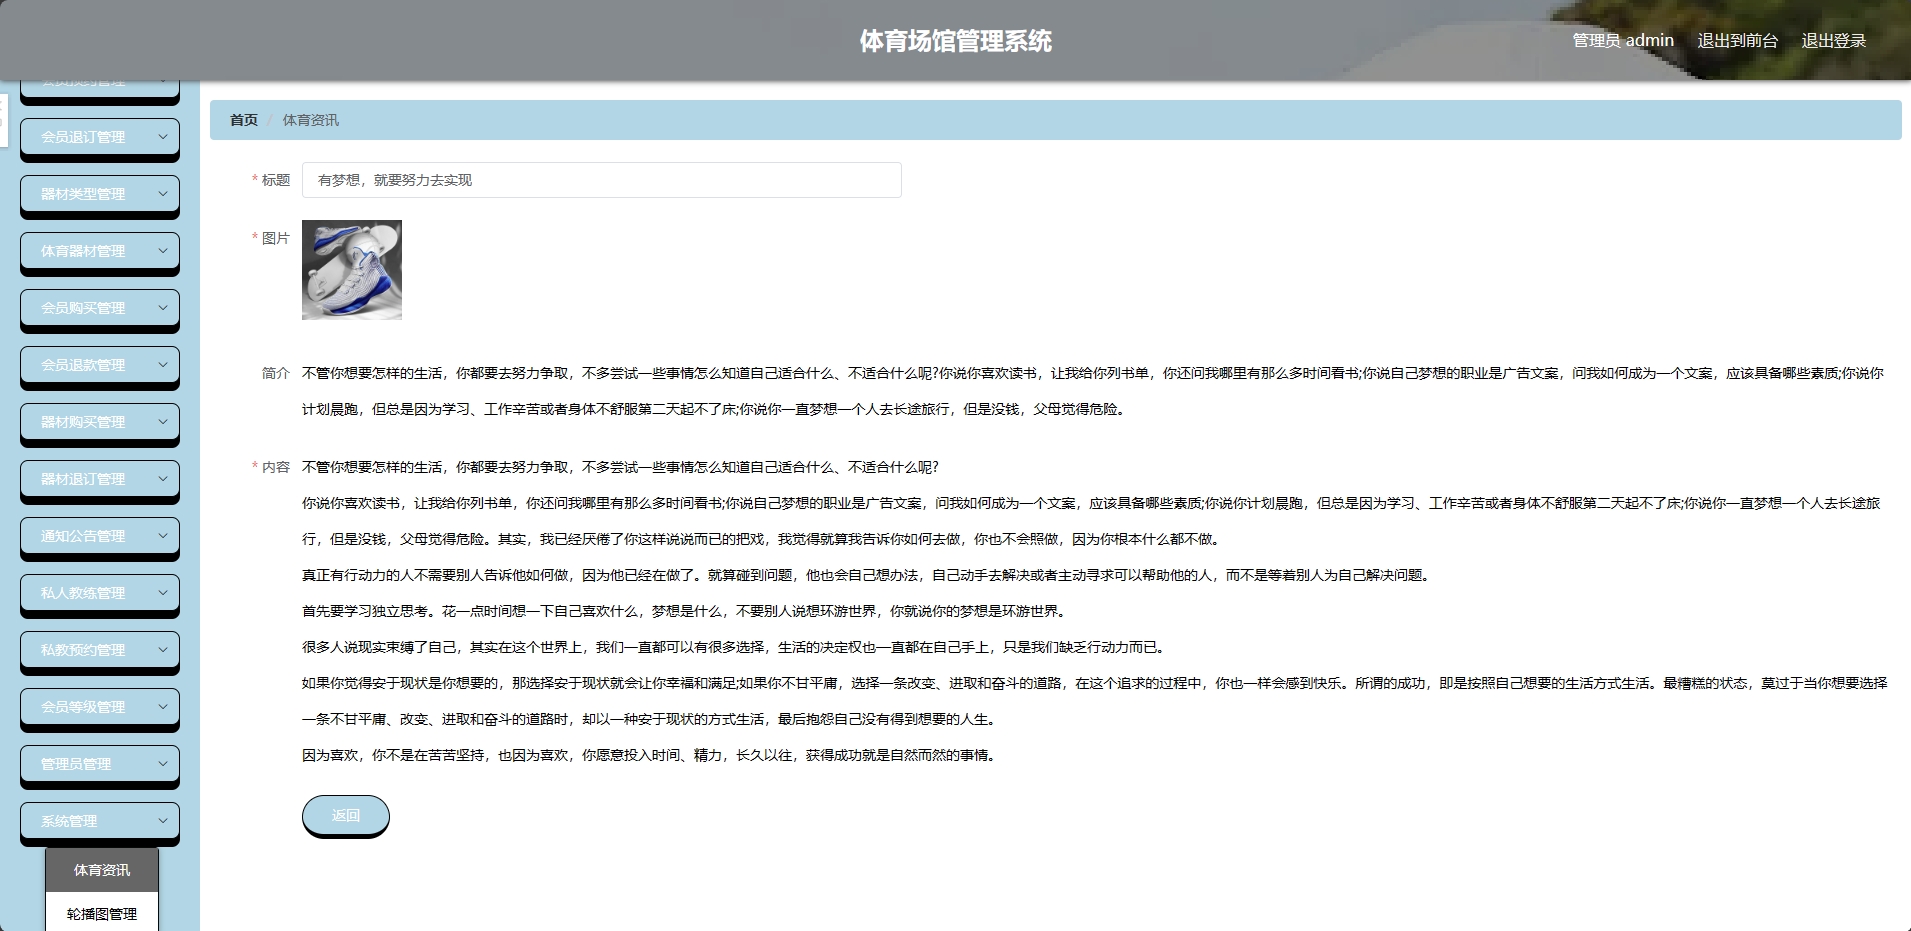 体育场馆管理系统
管理员 admin
退出到前台
退出登录
会员预约管理
会员退订管理
器材类型管理
体育器材管理
会员购买管理
会员退款管理
器材购买管理
器材退订管理
通知公告管理
私人教练管理
私教预约管理
会员等级管理
管理员管理
系统管理
体育资讯
轮播图管理
首页 / 体育资讯
* 标题 有梦想，就要努力去实现
* 图片
简介 不管你想要怎样的生活，你都要去努力争取，不多尝试一些事情怎么知道自己适合什么、不适合什么呢?你说你喜欢读书，让我给你列书单，你还问我哪里有那么多时间看书;你说自己梦想的职业是广告文案，问我如何成为一个文案，应该具备哪些素质;你说你
计划晨跑，但总是因为学习、工作辛苦或者身体不舒服第二天起不了床;你说你一直梦想一个人去长途旅行，但是没钱，父母觉得危险。
* 内容 不管你想要怎样的生活，你都要去努力争取，不多尝试一些事情怎么知道自己适合什么、不适合什么呢?
你说你喜欢读书，让我给你列书单，你还问我哪里有那么多时间看书;你说自己梦想的职业是广告文案，问我如何成为一个文案，应该具备哪些素质;你说你计划晨跑，但总是因为学习、工作辛苦或者身体不舒服第二天起不了床;你说你一直梦想一个人去长途旅
行，但是没钱，父母觉得危险。其实，我已经厌倦了你这样说说而已的把戏，我觉得就算我告诉你如何去做，你也不会照做，因为你根本什么都不做。
真正有行动力的人不需要别人告诉他如何做，因为他已经在做了。就算碰到问题，他也会自己想办法，自己动手去解决或者主动寻求可以帮助他的人，而不是等着别人为自己解决问题。
首先要学习独立思考。花一点时间想一下自己喜欢什么，梦想是什么，不要别人说想环游世界，你就说你的梦想是环游世界。
很多人说现实束缚了自己，其实在这个世界上，我们一直都可以有很多选择，生活的决定权也一直都在自己手上，只是我们缺乏行动力而已。
如果你觉得安于现状是你想要的，那选择安于现状就会让你幸福和满足;如果你不甘平庸，选择一条改变、进取和奋斗的道路，在这个追求的过程中，你也一样会感到快乐。所谓的成功，即是按照自己想要的生活方式生活。最糟糕的状态，莫过于当你想要选择
一条不甘平庸、改变、进取和奋斗的道路时，却以一种安于现状的方式生活，最后抱怨自己没有得到想要的人生。
因为喜欢，你不是在苦苦坚持，也因为喜欢，你愿意投入时间、精力，长久以往，获得成功就是自然而然的事情。
返回